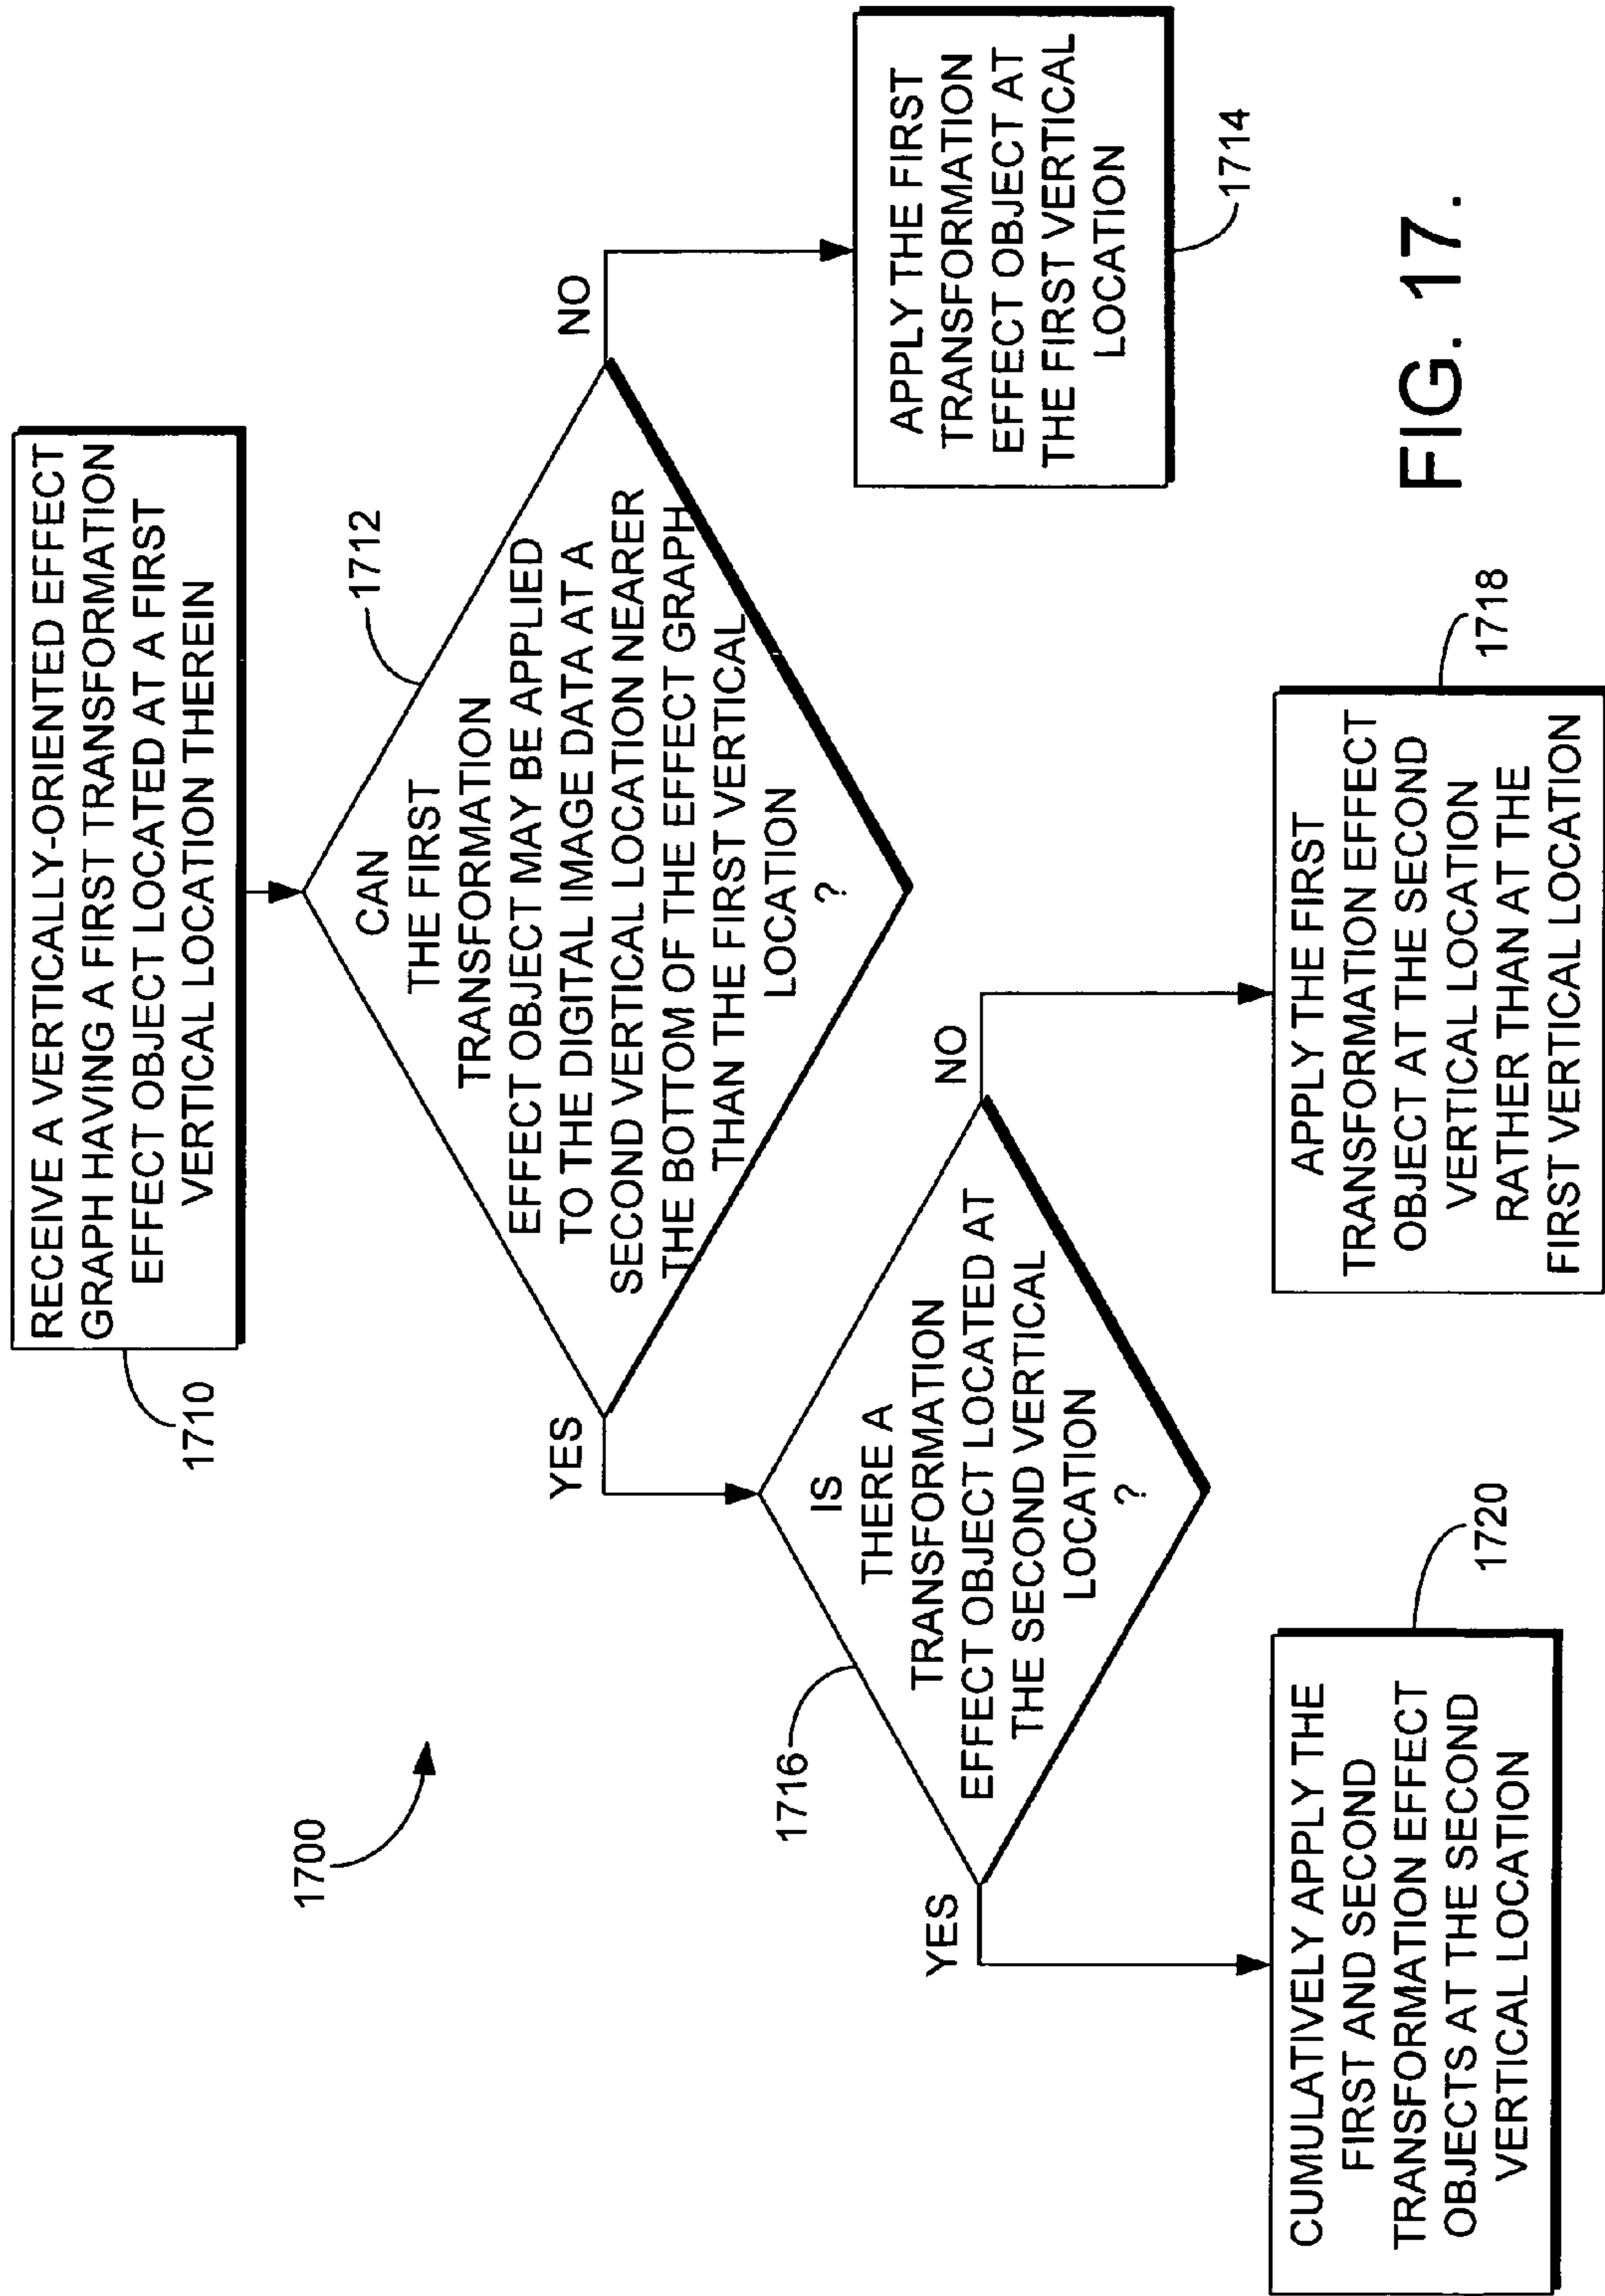 1700
RECEIVE A VERTICALLY-ORIENTED EFFECT
GRAPH HAVING A FIRST TRANSFORMATION
EFFECT OBJECT LOCATED AT A FIRST
VERTICAL LOCATION THEREIN
1710
CAN
THE FIRST
TRANSFORMATION
EFFECT OBJECT MAY BE APPLIED
TO THE DIGITAL IMAGE DATA AT A
SECOND VERTICAL LOCATION NEARER
THE BOTTOM OF THE EFFECT GRAPH
THAN THE FIRST VERTICAL
LOCATION
?
1712
YES
NO
IS
THERE A
TRANSFORMATION
EFFECT OBJECT LOCATED AT
THE SECOND VERTICAL
LOCATION
?
1716
APPLY THE FIRST
TRANSFORMATION
EFFECT OBJECT AT
THE FIRST VERTICAL
LOCATION
1714
YES
NO
CUMULATIVELY APPLY THE
FIRST AND SECOND
TRANSFORMATION EFFECT
OBJECTS AT THE SECOND
VERTICAL LOCATION
1720
APPLY THE FIRST
TRANSFORMATION EFFECT
OBJECT AT THE SECOND
VERTICAL LOCATION
RATHER THAN AT THE
FIRST VERTICAL LOCATION
1718
FIG. 17.